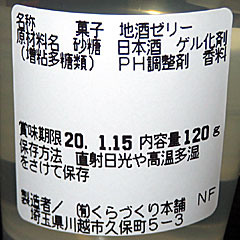 名称　菓子 地酒ゼリー
原材料名 砂糖 日本酒 ゲル化剤
(増粘多糖類) PH調整剤 香料
賞味期限20. 1.15 内容量120g
保存方法 直射日光や高温多湿
をさけて保存
製造者/(有)くらづくり本舗
埼玉県川越市久保町5-3 NF